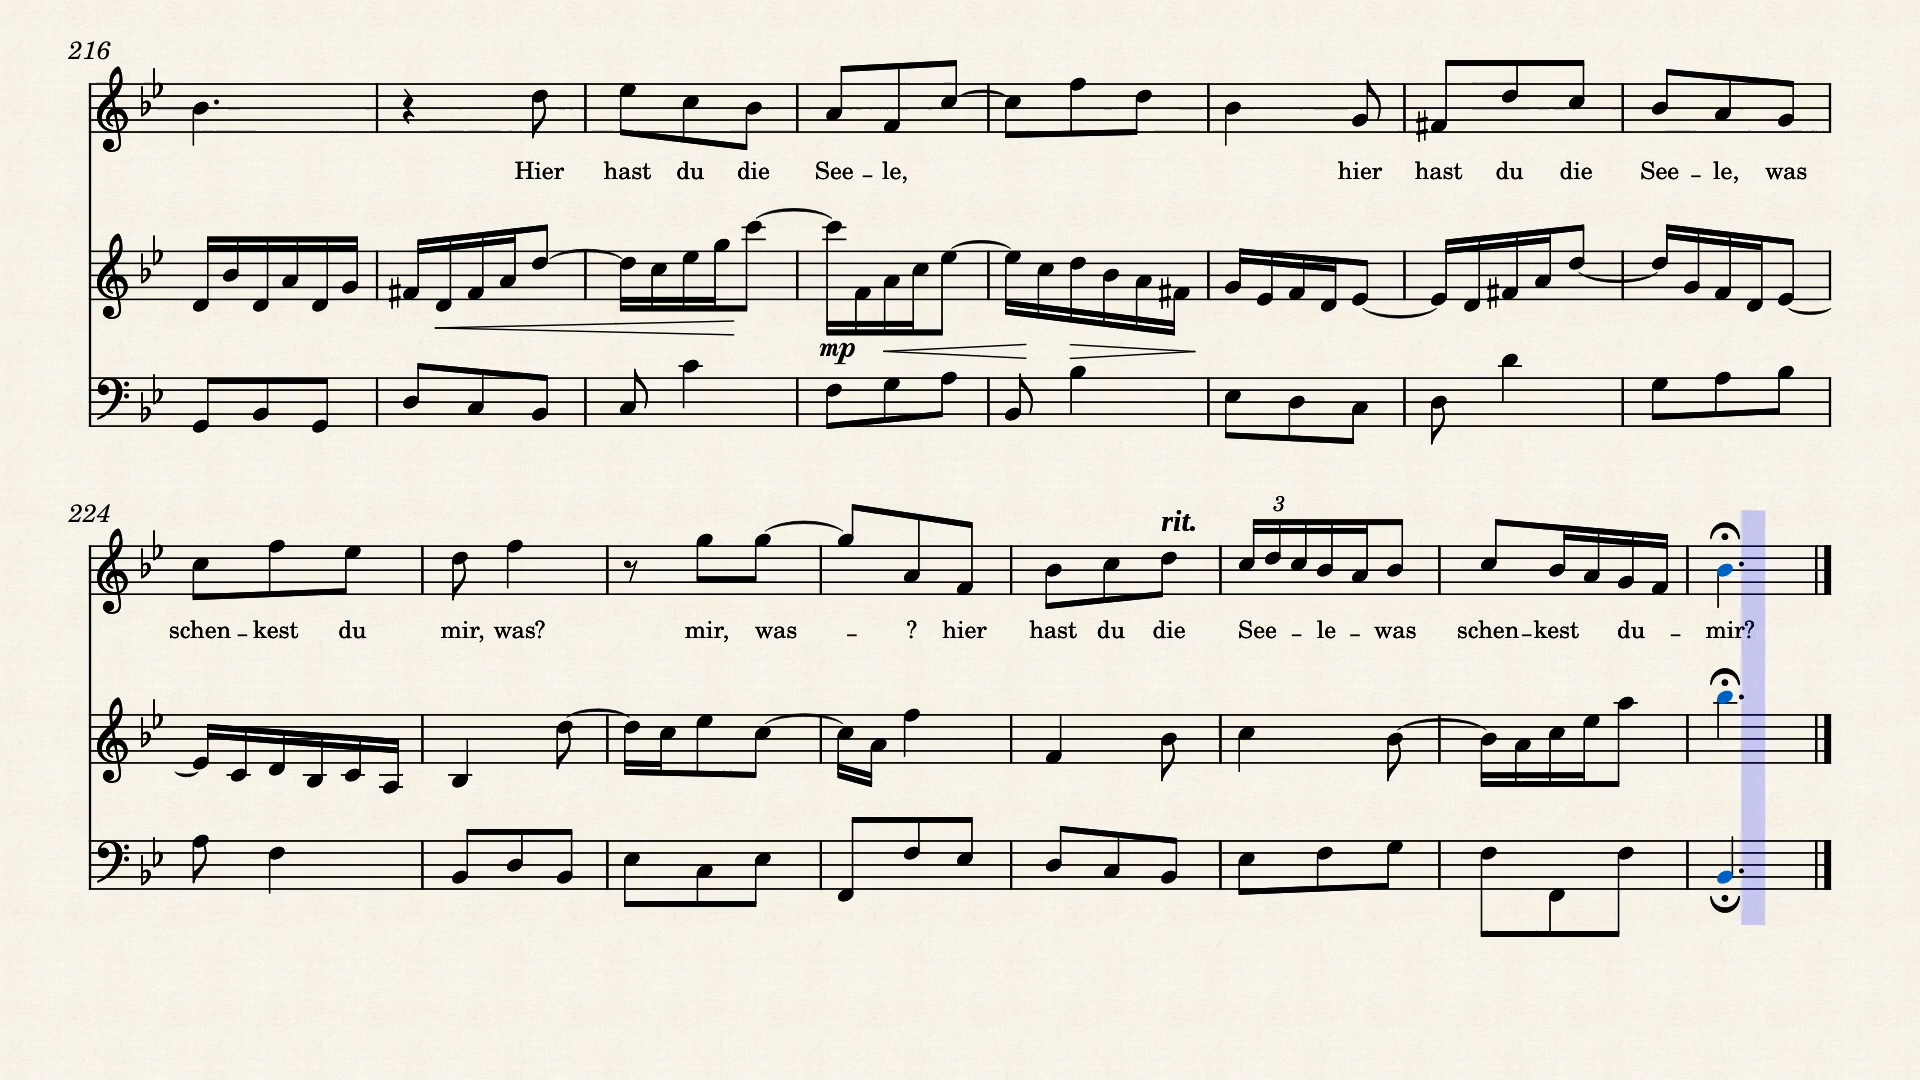 216
Hier hast du die See – le, hier hast du die See – le, was
mp
224
rit. 3
schen – kest du mir, was? mir, was – ? hier hast du die See – le – was schen – kest du – mir?